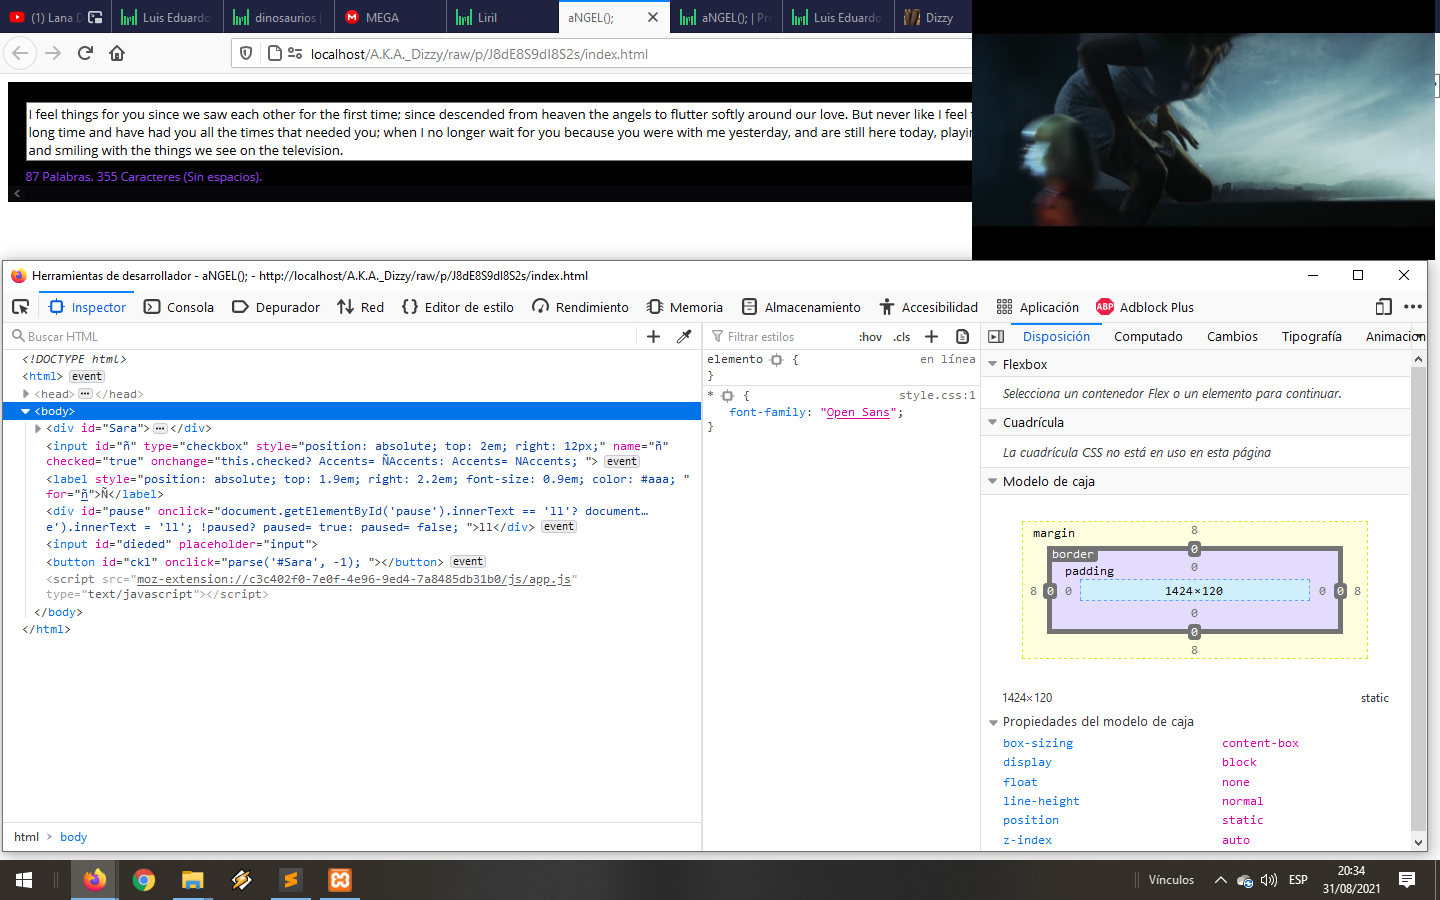 (1) Lana D
Luis Eduardo
dinosaurios |
MEGA
Liril
aNGEL();
aNGEL(); | Pr
Luis Eduardo
Dizzy
localhost/A.K.A._Dizzy/raw/p/J8dE8S9dI8S2s/index.html
I feel things for you since we saw each other for the first time; since descended from heaven the angels to flutter softly around our love. But never like I feel
long time and have had you all the times that needed you; when I no longer wait for you because you were with me yesterday, and are still here today, playin
and smiling with the things we see on the television.
87 Palabras. 355 Caracteres (Sin espacios).
Herramientas de desarrollador - aNGEL(); - http://localhost/A.K.A._Dizzy/raw/p/J8dE8S9dI8S2s/index.html
Inspector
Consola
Depurador
Red
Editor de estilo
Rendimiento
Memoria
Almacenamiento
Accesibilidad
Aplicación
ABP
Adblock Plus
Buscar HTML
Filtrar estilos
:hov
.cls
Disposición
Computado
Cambios
Tipografía
Animacion
<!DOCTYPE html>
<html> event
<head> ••• </head>
<body>
<div id="Sara"> ••• </div>
<input id="ñ" type="checkbox" style="position: absolute; top: 2em; right: 12px;" name="ñ"
checked="true" onchange="this.checked? Accents= ÑAccents: Accents= NAccents; "> event
<label style="position: absolute; top: 1.9em; right: 2.2em; font-size: 0.9em; color: #aaa; "
for="ñ">Ñ</label>
<div id="pause" onclick="document.getElementById('pause').innerText == 'll'? document…
e').innerText = 'll'; !paused? paused= true: paused= false; ">ll</div> event
<input id="dieded" placeholder="input">
<button id="ckl" onclick="parse('#Sara', -1); "></button> event
<script src="moz-extension://c3c402f0-7e0f-4e96-9ed4-7a8485db31b0/js/app.js"
type="text/javascript"></script>
</body>
</html>
html
body
elemento {
en línea
}
* {
style.css:1
font-family: "Open Sans";
}
Flexbox
Selecciona un contenedor Flex o un elemento para continuar.
Cuadrícula
La cuadrícula CSS no está en uso en esta página
Modelo de caja
margin
8
border
0
padding
0
8
0
0
1424×120
0
0
8
0
0
8
1424×120
static
Propiedades del modelo de caja
box-sizing
content-box
display
block
float
none
line-height
normal
position
static
z-index
auto
Vínculos
ESP
20:34
31/08/2021